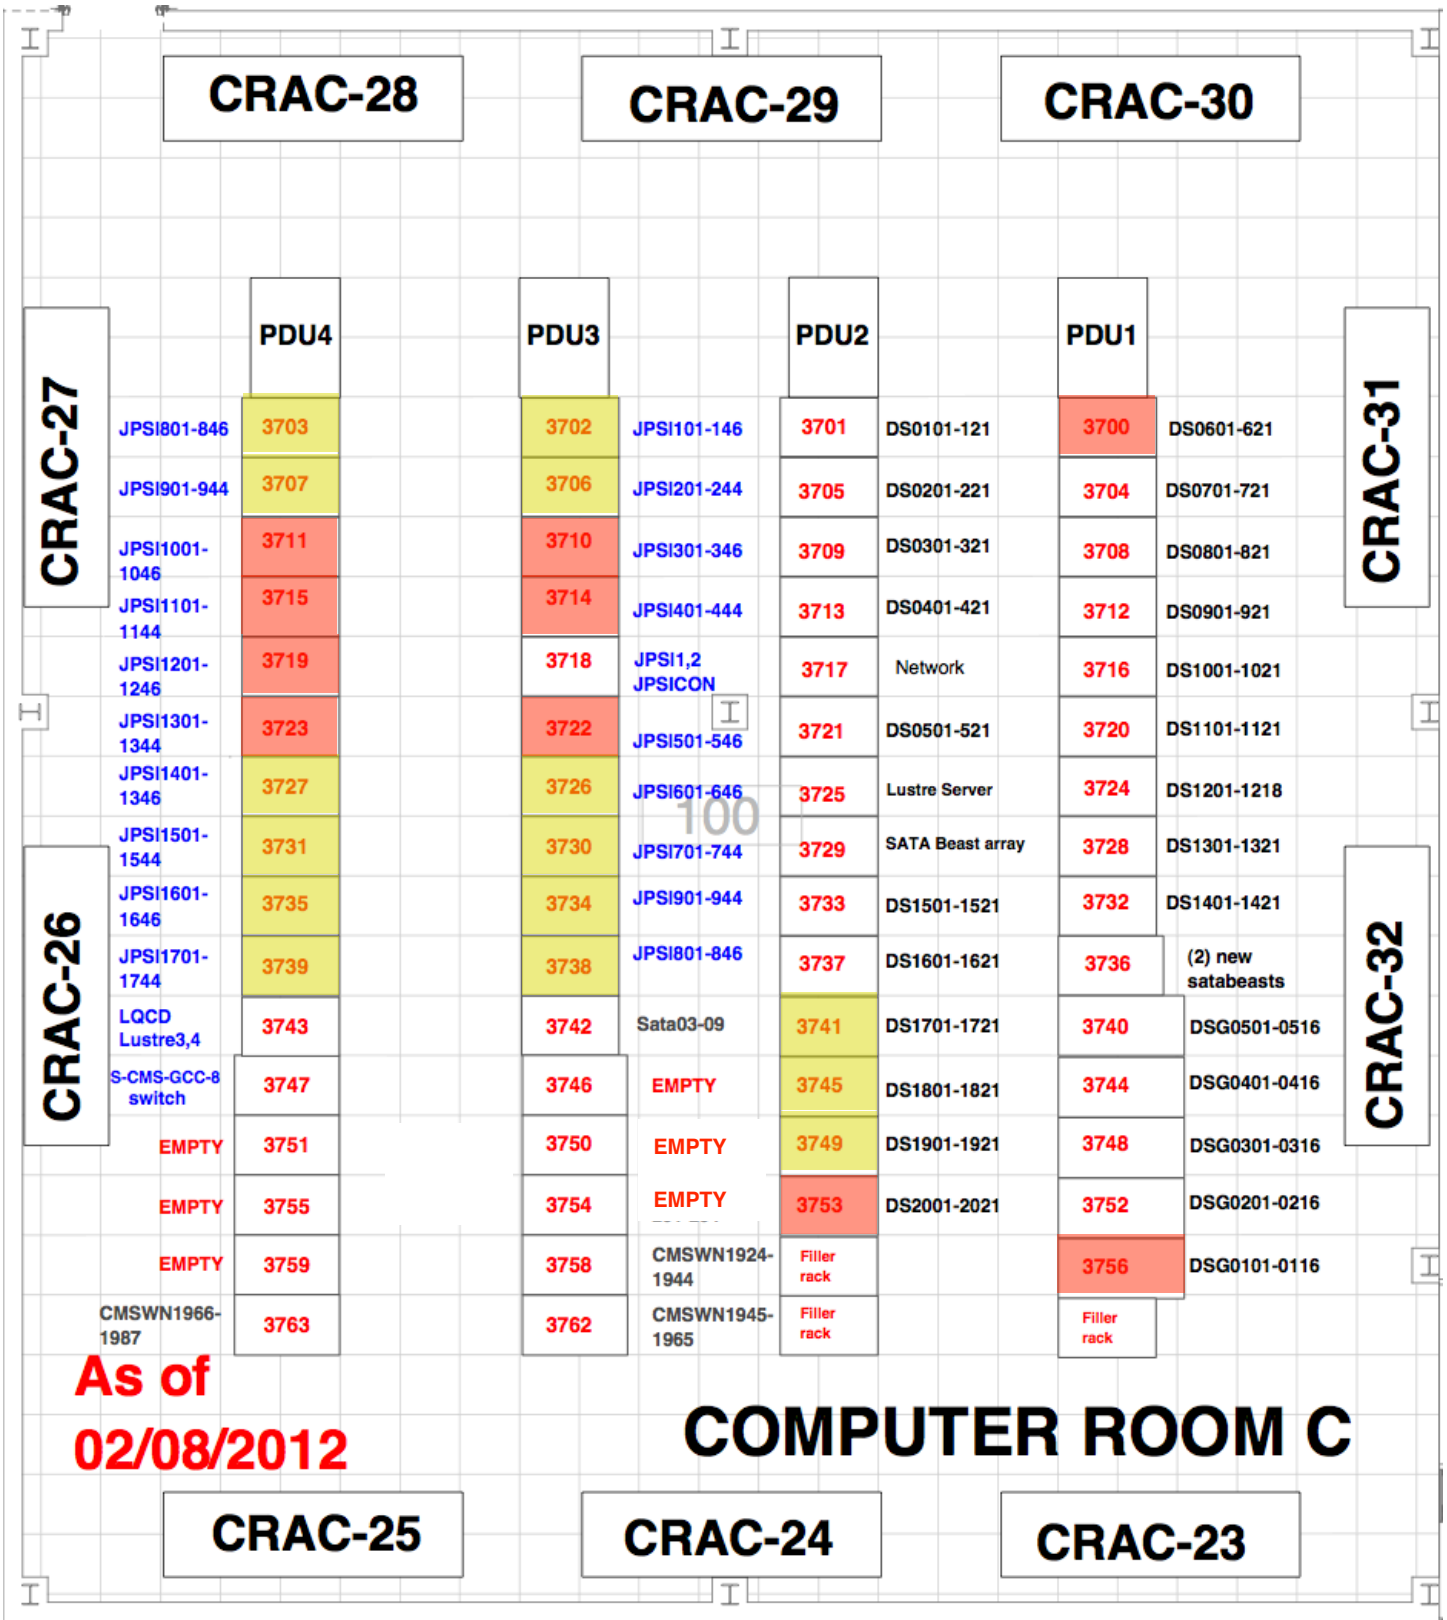 CRAC-28
CRAC-29
CRAC-30
CRAC-27
CRAC-31
PDU4
PDU3
PDU2
PDU1
JPSI801-846 3703 3702 JPSI101-146 3701 DS0101-121 3700 DS0601-621
JPSI901-944 3707 3706 JPSI201-244 3705 DS0201-221 3704 DS0701-721
JPSI1001-
1046
3711 3710 JPSI301-346 3709 DS0301-321 3708 DS0801-821
JPSI1101-
1144
3715 3714 JPSI401-444 3713 DS0401-421 3712 DS0901-921
JPSI1201-
1246
3719 3718
JPSI1,2
JPSICON
3717 Network 3716 DS1001-1021
JPSI1301-
1344
3723 3722 JPSI501-546 3721 DS0501-521 3720 DS1101-1121
JPSI1401-
1346
3727 3726 JPSI601-646 3725 Lustre Server 3724 DS1201-1218
100
JPSI1501-
1544
3731 3730 JPSI701-744 3729 SATA Beast array 3728 DS1301-1321
JPSI1601-
1646
3735 3734 JPSI901-944 3733 DS1501-1521 3732 DS1401-1421
JPSI1701-
1744
3739 3738 JPSI801-846 3737 DS1601-1621 3736
(2) new
satabeasts
CRAC-26
CRAC-32
LQCD
Lustre3,4
3743 3742 Sata03-09 3741 DS1701-1721 3740 DSG0501-0516
S-CMS-GCC-8
switch
3747 3746 EMPTY 3745 DS1801-1821 3744 DSG0401-0416
EMPTY 3751 3750 EMPTY 3749 DS1901-1921 3748 DSG0301-0316
EMPTY 3755 3754 EMPTY 3753 DS2001-2021 3752 DSG0201-0216
EMPTY 3759 3758
CMSWN1924-
1944
Filler
rack
3756 DSG0101-0116
CMSWN1966-
1987
3763 3762
CMSWN1945-
1965
Filler
rack
Filler
rack
As of
02/08/2012
COMPUTER ROOM C
CRAC-25
CRAC-24
CRAC-23